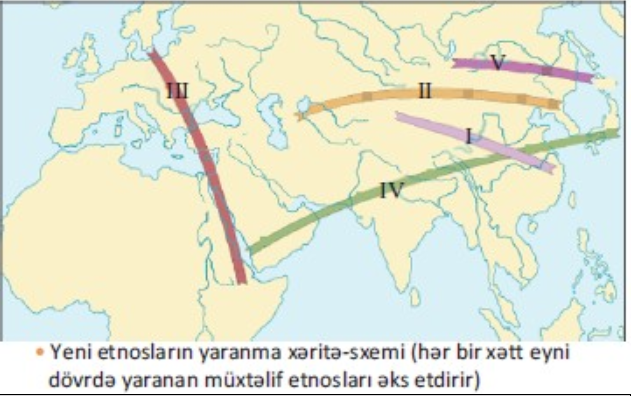 V
III
II
I
IV
• Yeni etnosların yaranma xəritə-sxemi (hər bir xətt eyni
dövrdə yaranan müxtəlif etnosları əks etdirir)